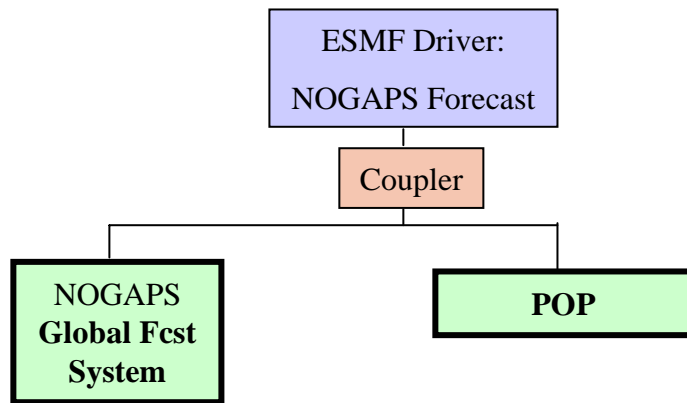 ESMF Driver:
NOGAPS Forecast
Coupler
NOGAPS
Global Fcst
System
POP